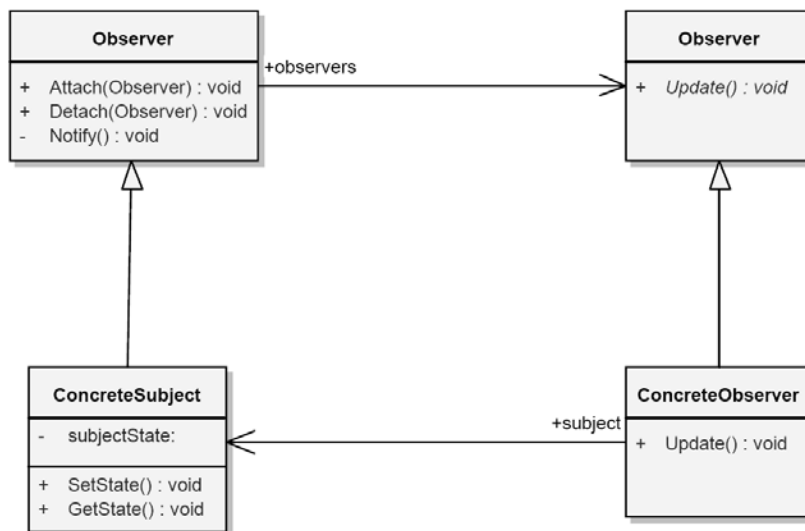 Observer
+ Attach(Observer) : void
+ Detach(Observer) : void
- Notify() : void
+observers
Observer
+ Update() : void
ConcreteSubject
- subjectState:
+ SetState() : void
+ GetState() : void
+subject
ConcreteObserver
+ Update() : void